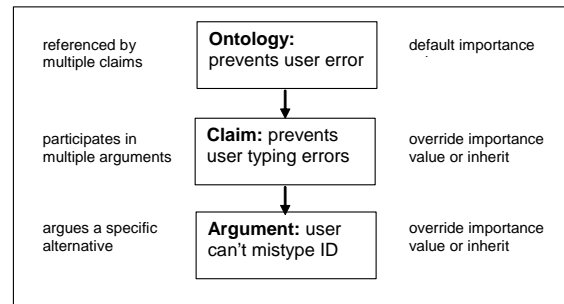 referenced by
multiple claims
Ontology:
prevents user error
default importance
participates in
multiple arguments
Claim: prevents
user typing errors
override importance
value or inherit
argues a specific
alternative
Argument: user
can't mistype ID
override importance
value or inherit